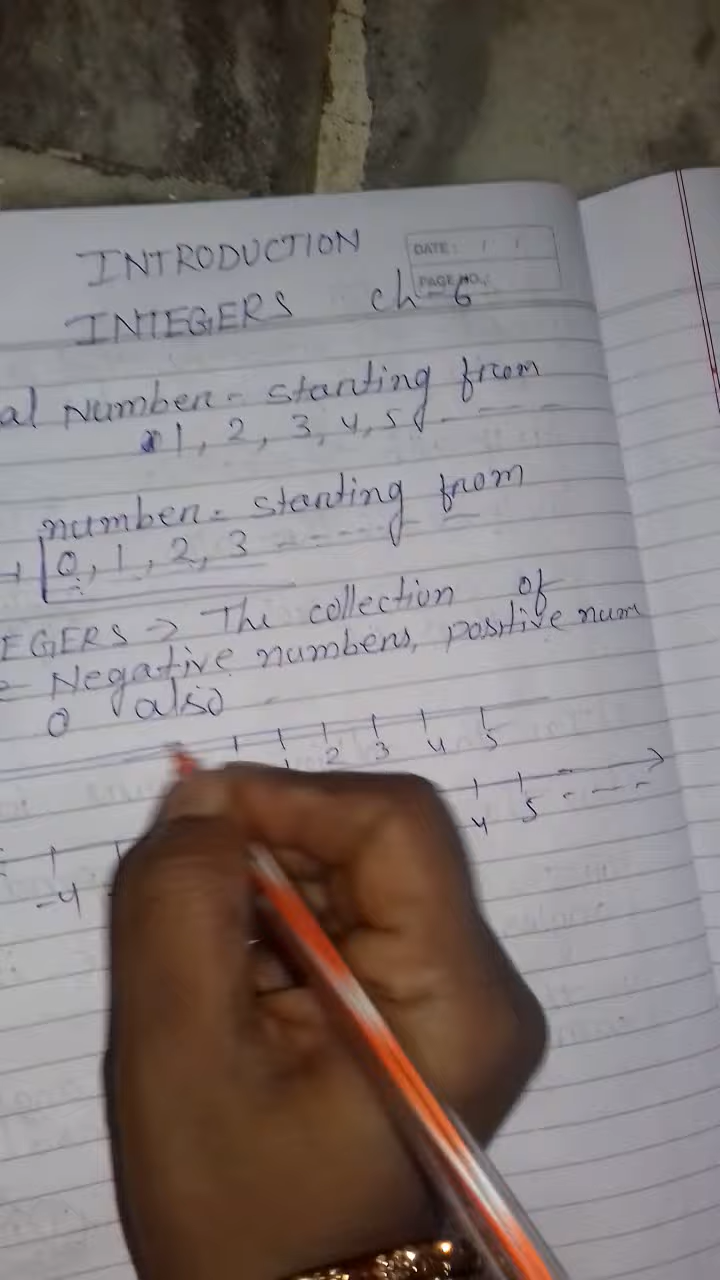 INTRODUCTION
DATE: / /
PAGE NO.:
INTEGERS ch-6
al Number - starting from
1, 2, 3, 4, 5, - - - -
number - starting from
0, 1, 2, 3 - - - - - -
EGERS → The collection of
Negative numbers, positive num
0 also
1 2 3 4 5
4 5 - - - -
-4